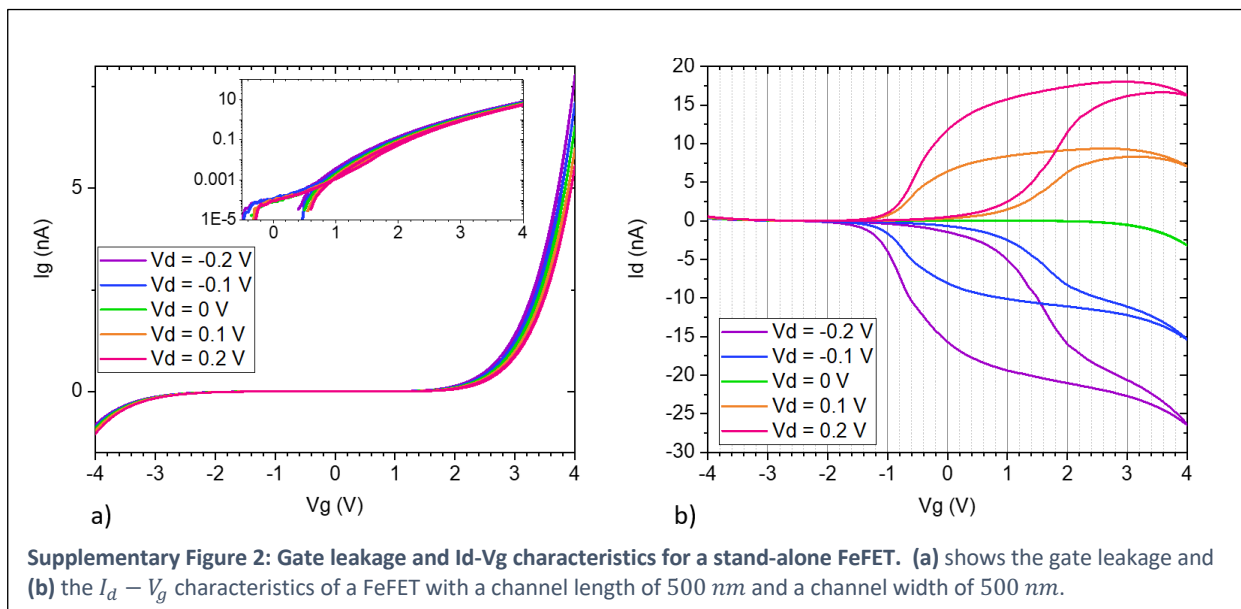 10
0.1
0.001
1E-5
0 1 2 3 4
5
0
Ig (nA)
Vd = -0.2 V
Vd = -0.1 V
Vd = 0 V
Vd = 0.1 V
Vd = 0.2 V
-4 -3 -2 -1 0 1 2 3 4
Vg (V)
a)
20
15
10
5
0
-5
-10
-15
-20
-25
-30
Id (nA)
Vd = -0.2 V
Vd = -0.1 V
Vd = 0 V
Vd = 0.1 V
Vd = 0.2 V
-4 -3 -2 -1 0 1 2 3 4
Vg (V)
b)
Supplementary Figure 2: Gate leakage and Id-Vg characteristics for a stand-alone FeFET. (a) shows the gate leakage and
(b) the I_d − V_g characteristics of a FeFET with a channel length of 500 nm and a channel width of 500 nm.